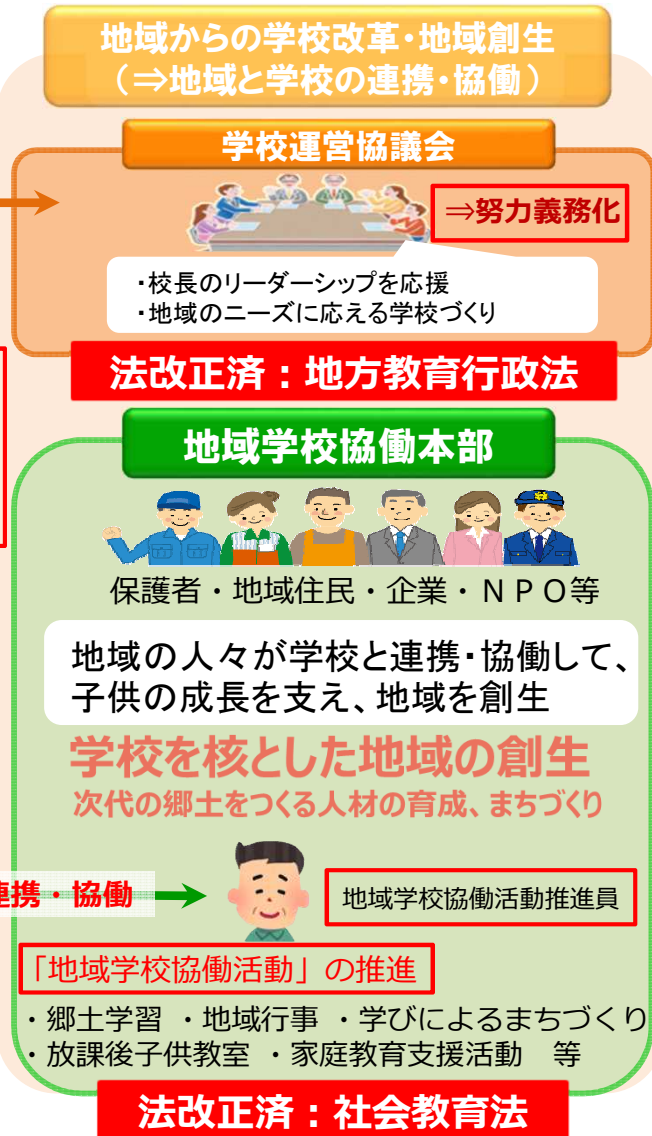 地域からの学校改革・地域創生
（⇒地域と学校の連携・協働）
学校運営協議会
⇒努力義務化
・校長のリーダーシップを応援
・地域のニーズに応える学校づくり
法改正済：地方教育行政法
地域学校協働本部
保護者・地域住民・企業・ＮＰＯ等
地域の人々が学校と連携・協働して、
子供の成長を支え、地域を創生
学校を核とした地域の創生
次代の郷土をつくる人材の育成、まちづくり
連携・協働
地域学校協働活動推進員
「地域学校協働活動」の推進
・郷土学習 ・地域行事 ・学びによるまちづくり
・放課後子供教室 ・家庭教育支援活動　等
法改正済：社会教育法